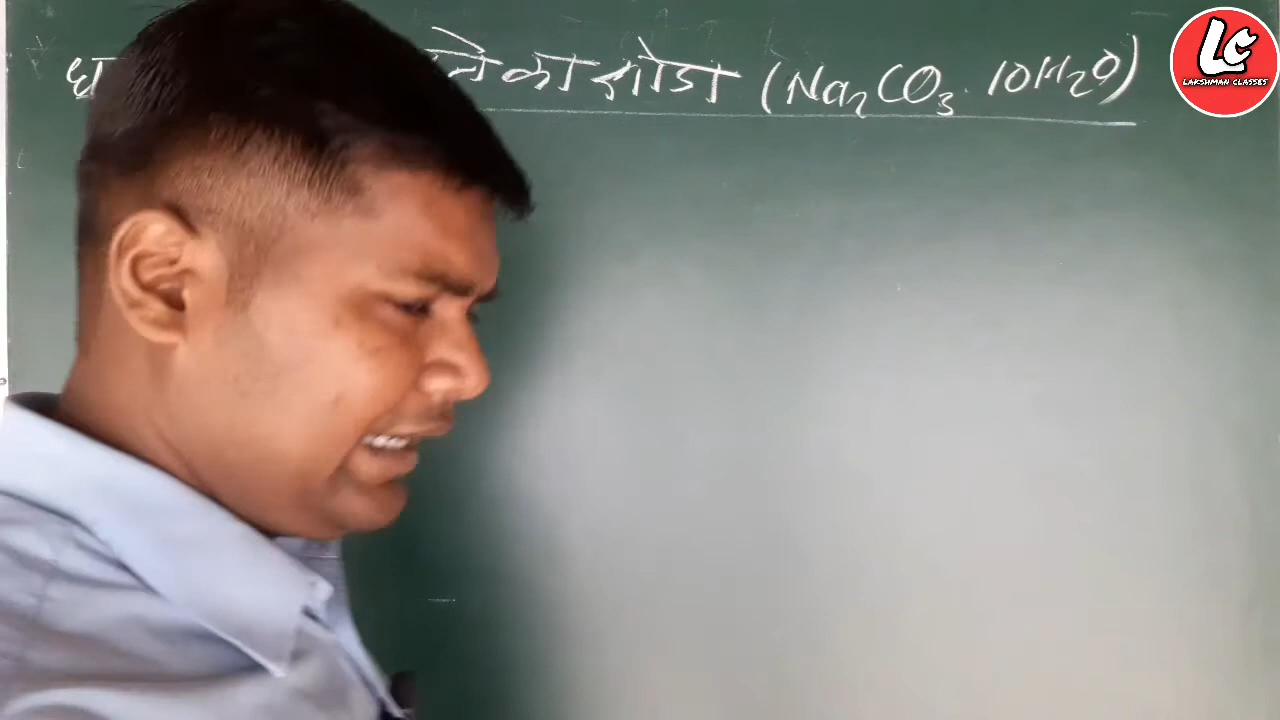 का सोडा (Na₂CO₃. 10H₂O)
LC
LAKSHMAN CLASSES